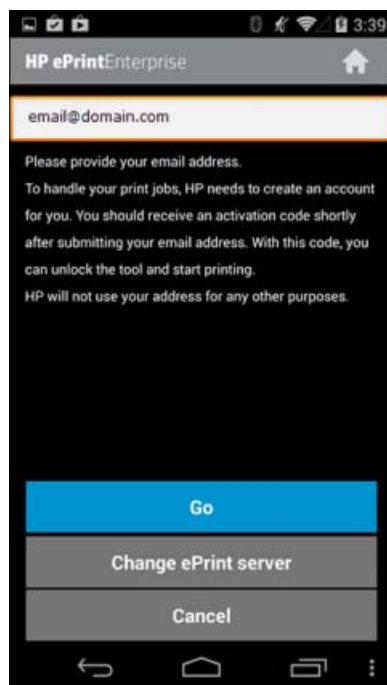 3:39
HP ePrintEnterprise
email@domain.com
Please provide your email address.
To handle your print jobs, HP needs to create an account
for you. You should receive an activation code shortly
after submitting your email address. With this code, you
can unlock the tool and start printing.
HP will not use your address for any other purposes.
Go
Change ePrint server
Cancel